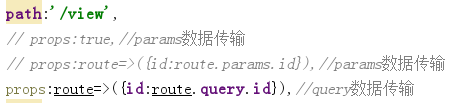 path:'/view',
// props:true,//params数据传输
// props:route=>({id:route.params.id}),//params数据传输
props:route=>({id:route.query.id}),//query数据传输